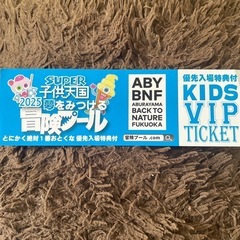 SUPER
子供天国
2025 夢をみつける
冒険プール
とにかく絶対1番おとくな 優先入場特典付
ABY
BNF
ABURAYAMA
BACK TO
NATURE
FUKUOKA
冒険プール.com
優先入場特典付
KIDS
VIP
TICKET